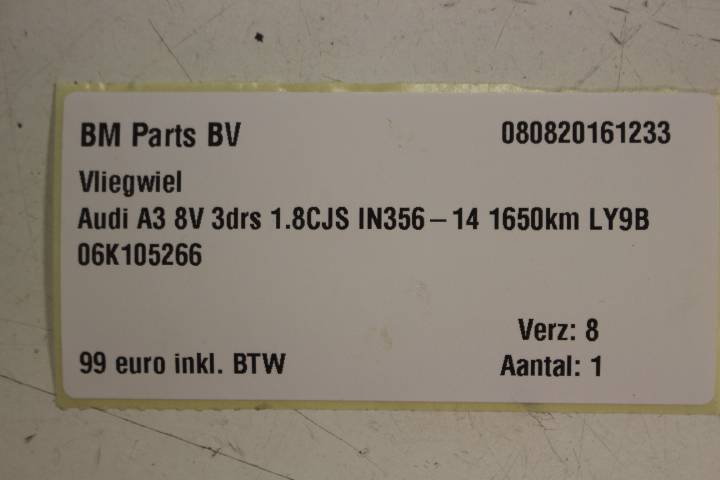 BM Parts BV 080820161233
Vliegwiel
Audi A3 8V 3drs 1.8CJS IN356–14 1650km LY9B
06K105266
Verz: 8
99 euro inkl. BTW Aantal: 1